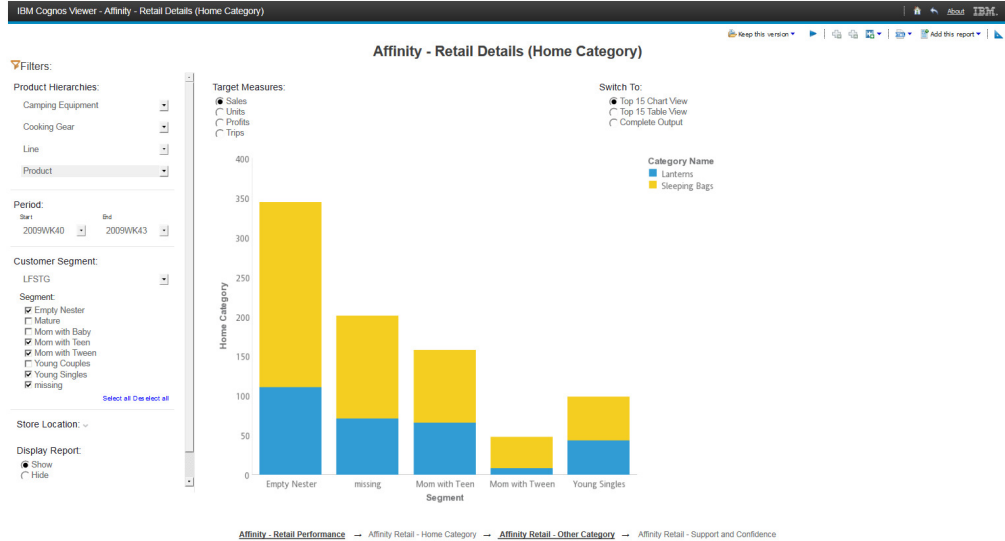 IBM Cognos Viewer - Affinity - Retail Details (Home Category)
About IBM.
Keep this version
Add this report
Affinity - Retail Details (Home Category)
Filters:
Product Hierarchies:
Camping Equipment
Cooking Gear
Line
Product
Period:
Start End
2009WK40 2009WK43
Customer Segment:
LFSTG
Segment:
Empty Nester
Mature
Mom with Baby
Mom with Teen
Mom with Tween
Young Couples
Young Singles
missing
Select all Deselect all
Store Location:
Display Report:
Show
Hide
Target Measures:
Sales
Units
Profits
Trips
Switch To:
Top 15 Chart View
Top 15 Table View
Complete Output
Category Name
Lanterns
Sleeping Bags
Home Category
400
350
300
250
200
150
100
50
0
Empty Nester missing Mom with Teen Mom with Tween Young Singles
Segment
Affinity - Retail Performance → Affinity Retail - Home Category → Affinity Retail - Other Category → Affinity Retail - Support and Confidence